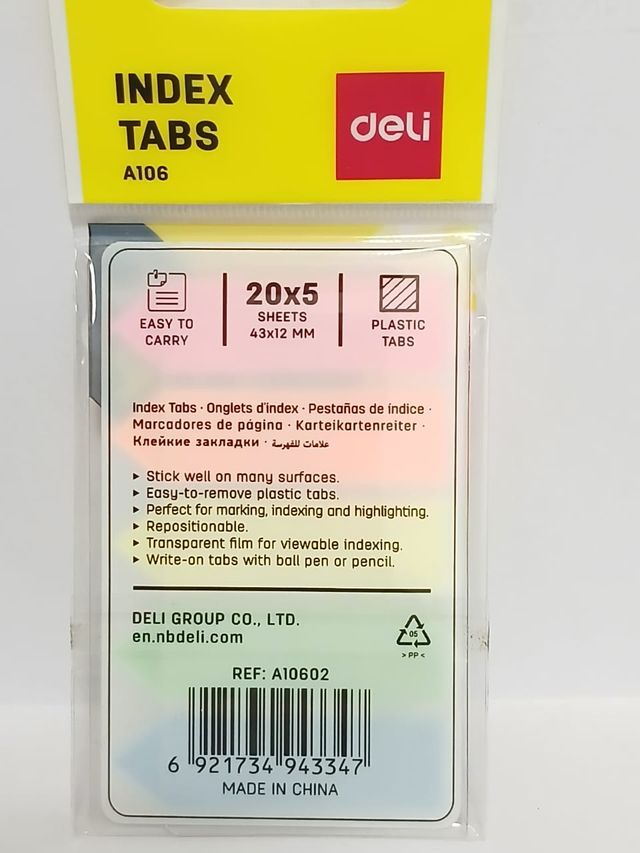 INDEX
TABS
A106
deli
EASY TO
CARRY
20x5
SHEETS
43x12 MM
PLASTIC
TABS
Index Tabs · Onglets d'index · Pestañas de índice ·
Marcadores de página · Karteikartenreiter ·
Клейкие закладки · علامات للفهرسة
▸ Stick well on many surfaces.
▸ Easy-to-remove plastic tabs.
▸ Perfect for marking, indexing and highlighting.
▸ Repositionable.
▸ Transparent film for viewable indexing.
▸ Write-on tabs with ball pen or pencil.
DELI GROUP CO., LTD.
en.nbdeli.com
05
> PP <
REF: A10602
6 921734 943347
MADE IN CHINA